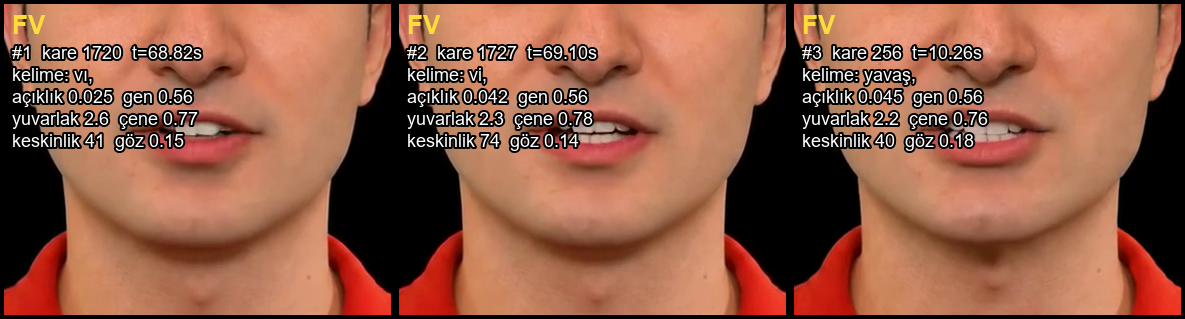 FV
#1 kare 1720 t=68.82s
kelime: vı,
açıklık 0.025 gen 0.56
yuvarlak 2.6 çene 0.77
keskinlik 41 göz 0.15
FV
#2 kare 1727 t=69.10s
kelime: vi,
açıklık 0.042 gen 0.56
yuvarlak 2.3 çene 0.78
keskinlik 74 göz 0.14
FV
#3 kare 256 t=10.26s
kelime: yavaş,
açıklık 0.045 gen 0.56
yuvarlak 2.2 çene 0.76
keskinlik 40 göz 0.18